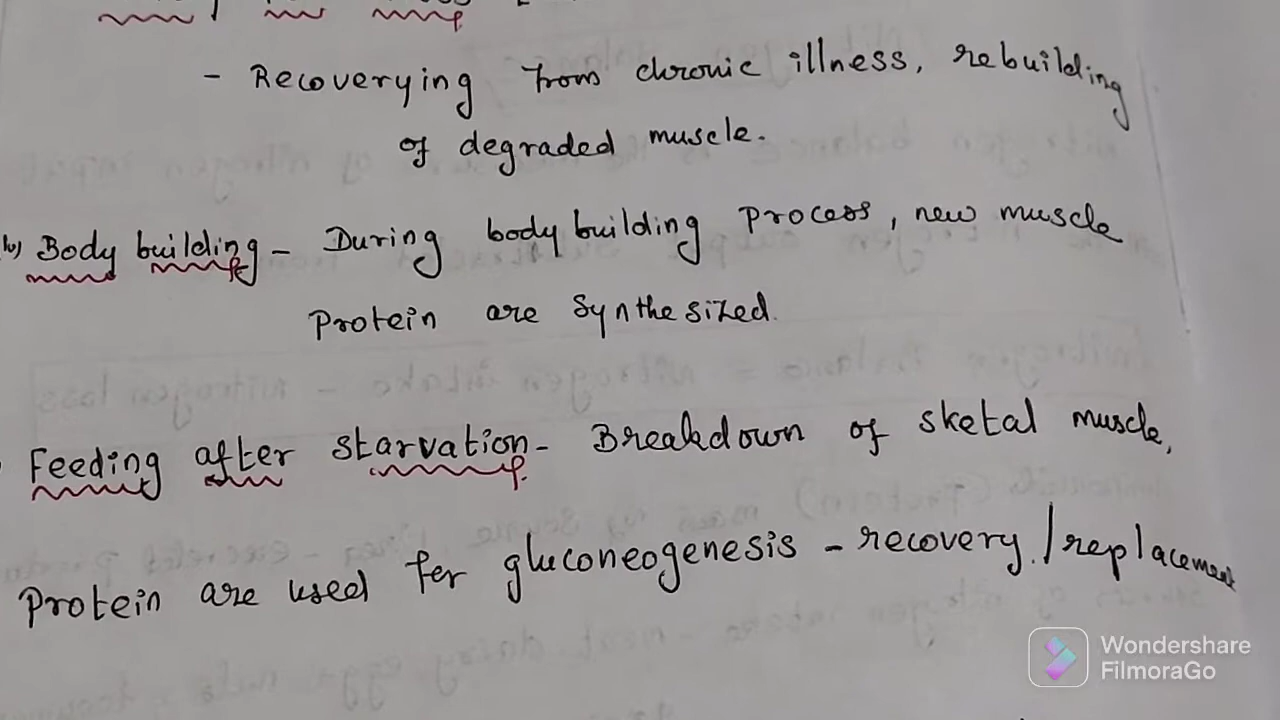 - Recovering from chronic illness, rebuilding
of degraded muscle.
iv) Body building - During body building process, new muscle
protein are synthesized.
Feeding after starvation - Breakdown of sketal muscle,
protein are used for gluconeogenesis - recovery / replacement
Wondershare
FilmoraGo